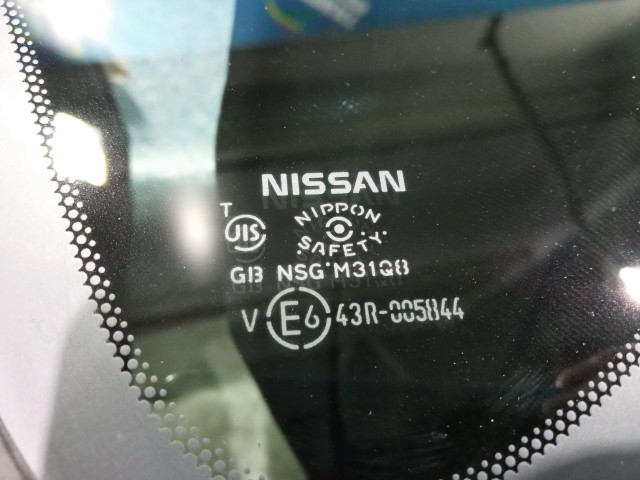 NISSAN
T
JIS
NIPPON
SAFETY
GB NSG M31Q8
V E6 43R-005844